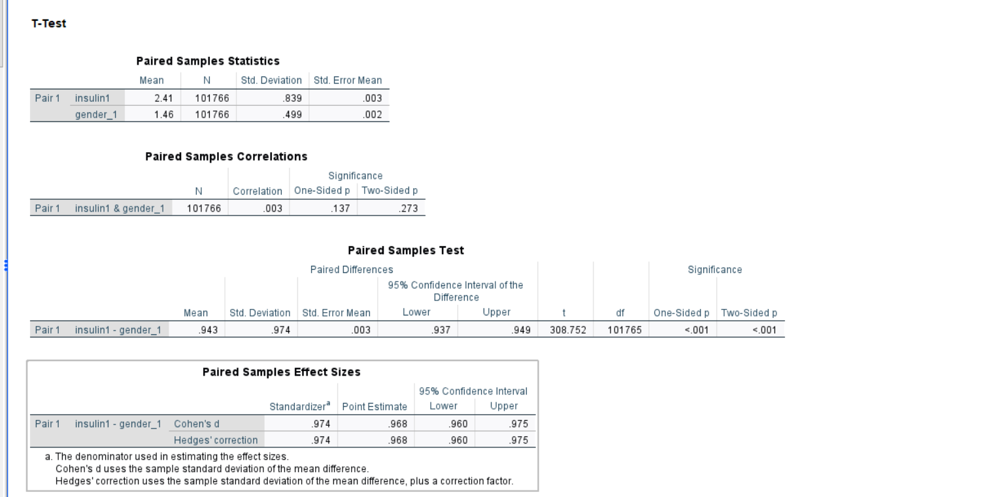 T-Test
Paired Samples Statistics
Mean N Std. Deviation Std. Error Mean
Pair 1 insulin1 2.41 101766 .839 .003
gender_1 1.46 101766 .499 .002
Paired Samples Correlations
Significance
N Correlation One-Sided p Two-Sided p
Pair 1 insulin1 & gender_1 101766 .003 .137 .273
Paired Samples Test
Paired Differences Significance
95% Confidence Interval of the
Difference
Mean Std. Deviation Std. Error Mean Lower Upper t df One-Sided p Two-Sided p
Pair 1 insulin1 - gender_1 .943 .974 .003 .937 .949 308.752 101765 <.001 <.001
Paired Samples Effect Sizes
95% Confidence Interval
Standardizerª Point Estimate Lower Upper
Pair 1 insulin1 - gender_1 Cohen's d .974 .968 .960 .975
Hedges' correction .974 .968 .960 .975
a. The denominator used in estimating the effect sizes.
Cohen's d uses the sample standard deviation of the mean difference.
Hedges' correction uses the sample standard deviation of the mean difference, plus a correction factor.